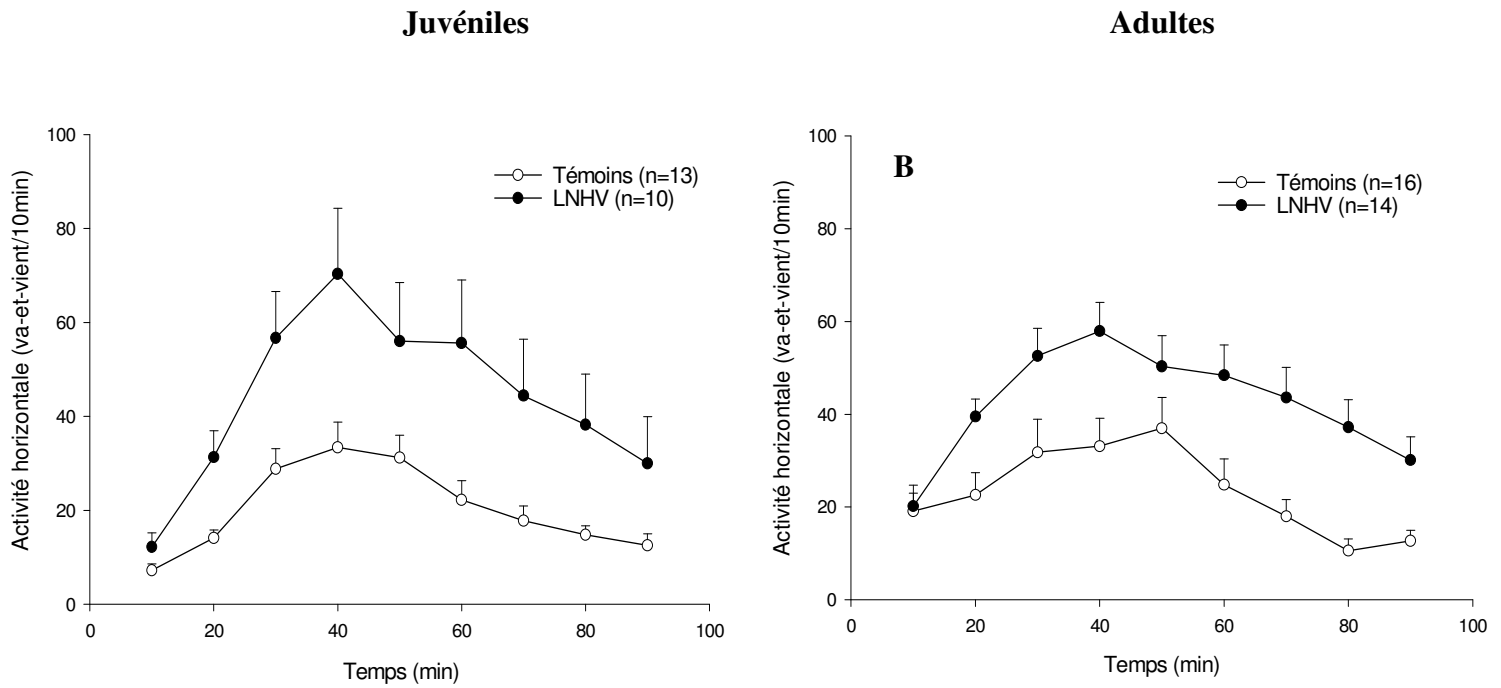 Juvéniles
100
80
60
40
20
0
0 20 40 60 80 100
Activité horizontale (va-et-vient/10min)
Temps (min)
Témoins (n=13)
LNHV (n=10)
Adultes
B
100
80
60
40
20
0
0 20 40 60 80 100
Activité horizontale (va-et-vient/10min)
Temps (min)
Témoins (n=16)
LNHV (n=14)